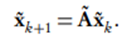 x̃ₖ₊₁ = Ãx̃ₖ.